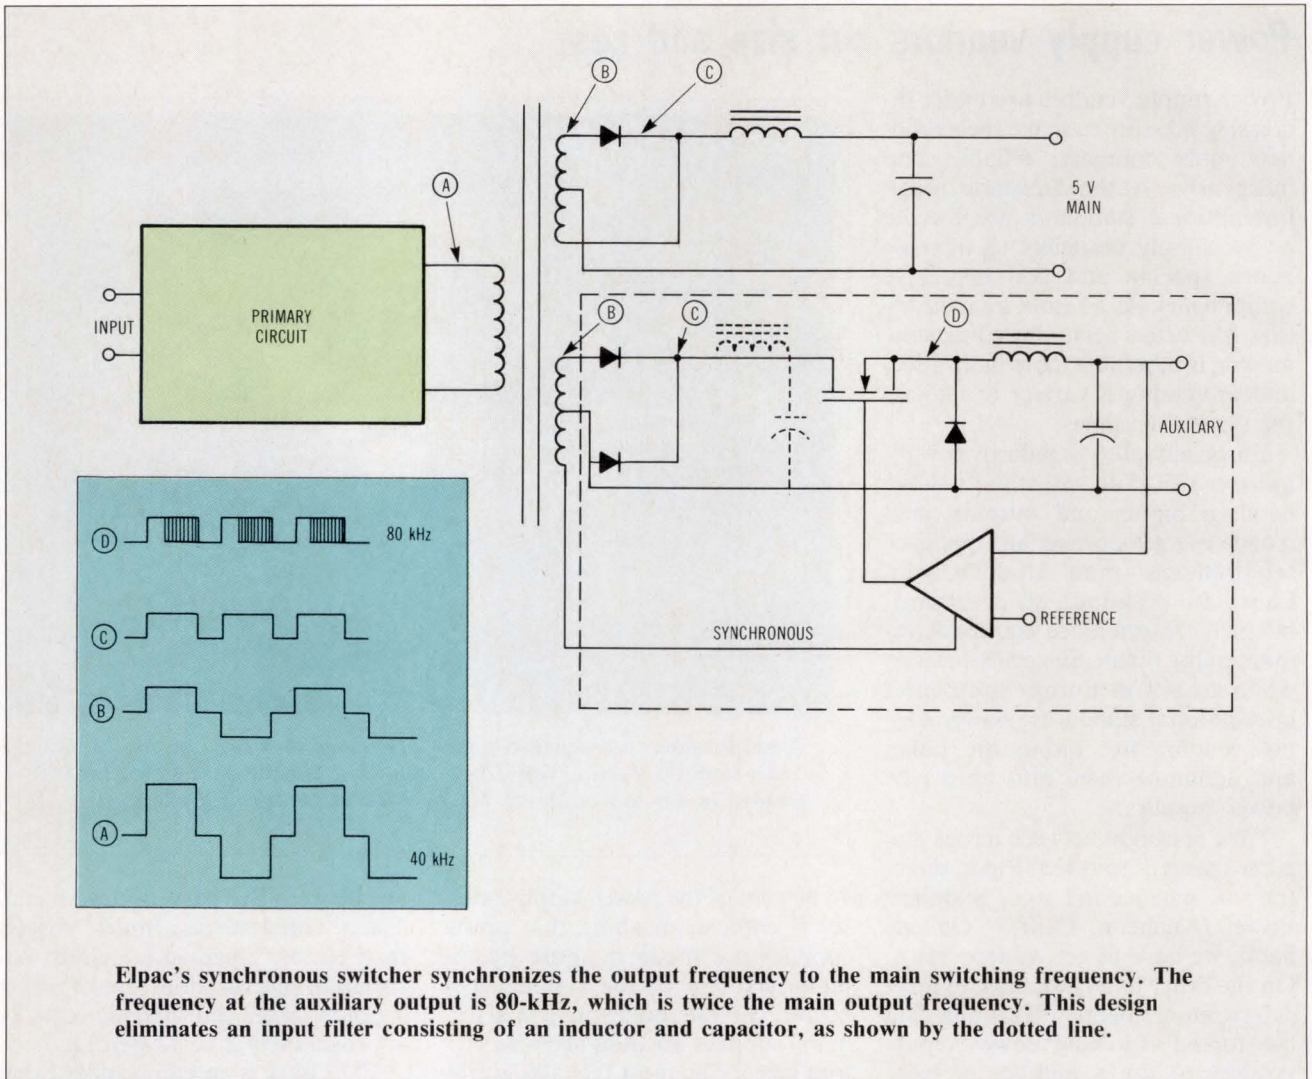 B
C
A
5 V
MAIN
INPUT
PRIMARY
CIRCUIT
B
C
D
AUXILARY
REFERENCE
SYNCHRONOUS
D
80 kHz
C
B
A
40 kHz
Elpac's synchronous switcher synchronizes the output frequency to the main switching frequency. The
frequency at the auxiliary output is 80-kHz, which is twice the main output frequency. This design
eliminates an input filter consisting of an inductor and capacitor, as shown by the dotted line.